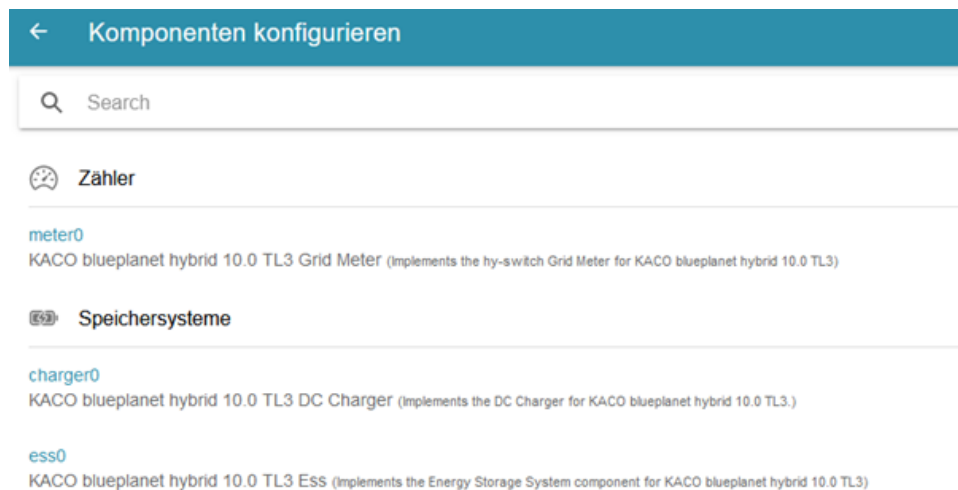 Komponenten konfigurieren
Search
Zähler
meter0
KACO blueplanet hybrid 10.0 TL3 Grid Meter (Implements the hy-switch Grid Meter for KACO blueplanet hybrid 10.0 TL3)
Speichersysteme
charger0
KACO blueplanet hybrid 10.0 TL3 DC Charger (Implements the DC Charger for KACO blueplanet hybrid 10.0 TL3.)
ess0
KACO blueplanet hybrid 10.0 TL3 Ess (Implements the Energy Storage System component for KACO blueplanet hybrid 10.0 TL3)